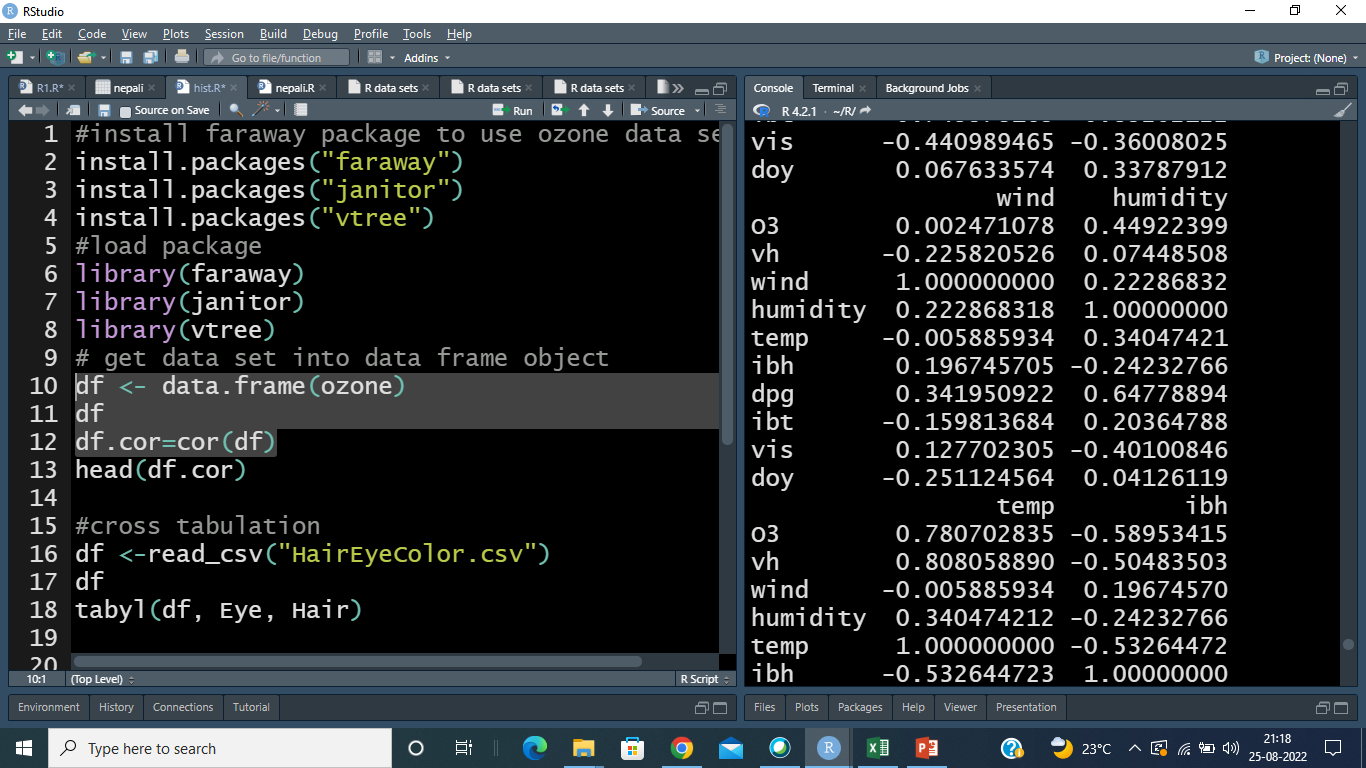 RStudio
File Edit Code View Plots Session Build Debug Profile Tools Help
Go to file/function Addins Project: (None)
R1.R* nepali hist.R* nepali.R R data sets R data sets R data sets
Source on Save Run Source
1 #install faraway package to use ozone data se
2 install.packages("faraway")
3 install.packages("janitor")
4 install.packages("vtree")
5 #load package
6 library(faraway)
7 library(janitor)
8 library(vtree)
9 # get data set into data frame object
10 df <- data.frame(ozone)
11 df
12 df.cor=cor(df)
13 head(df.cor)
14
15 #cross tabulation
16 df <-read_csv("HairEyeColor.csv")
17 df
18 tabyl(df, Eye, Hair)
19
20
10:1 (Top Level) R Script
Environment History Connections Tutorial
Console Terminal Background Jobs
R 4.2.1 · ~/R/
vis -0.440989465 -0.36008025
doy 0.067633574 0.33787912
wind humidity
o3 0.002471078 0.44922399
vh -0.225820526 0.07448508
wind 1.000000000 0.22286832
humidity 0.222868318 1.00000000
temp -0.005885934 0.34047421
ibh 0.196745705 -0.24232766
dpg 0.341950922 0.64778894
ibt -0.159813684 0.20364788
vis 0.127702305 -0.40100846
doy -0.251124564 0.04126119
temp ibh
o3 0.780702835 -0.58953415
vh 0.808058890 -0.50483503
wind -0.005885934 0.19674570
humidity 0.340474212 -0.24232766
temp 1.000000000 -0.53264472
ibh -0.532644723 1.00000000
Files Plots Packages Help Viewer Presentation
Type here to search
23°C
21:18
25-08-2022